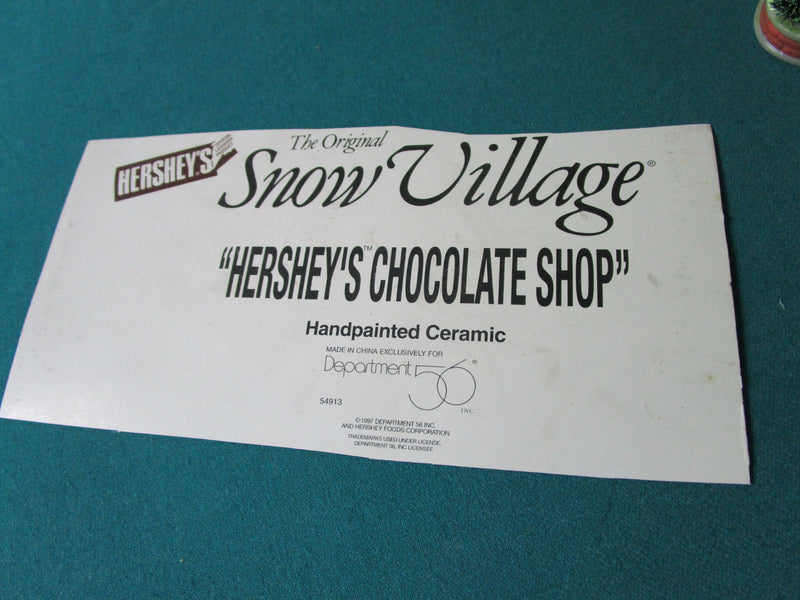 HERSHEY'S
The Original
Snow Village®
"HERSHEY'S™ CHOCOLATE SHOP"
Handpainted Ceramic
MADE IN CHINA EXCLUSIVELY FOR
Department 56®
INC.
54913
©1997 DEPARTMENT 56 INC.
AND HERSHEY FOODS CORPORATION
TRADEMARKS USED UNDER LICENSE,
DEPARTMENT 56, INC LICENSEE